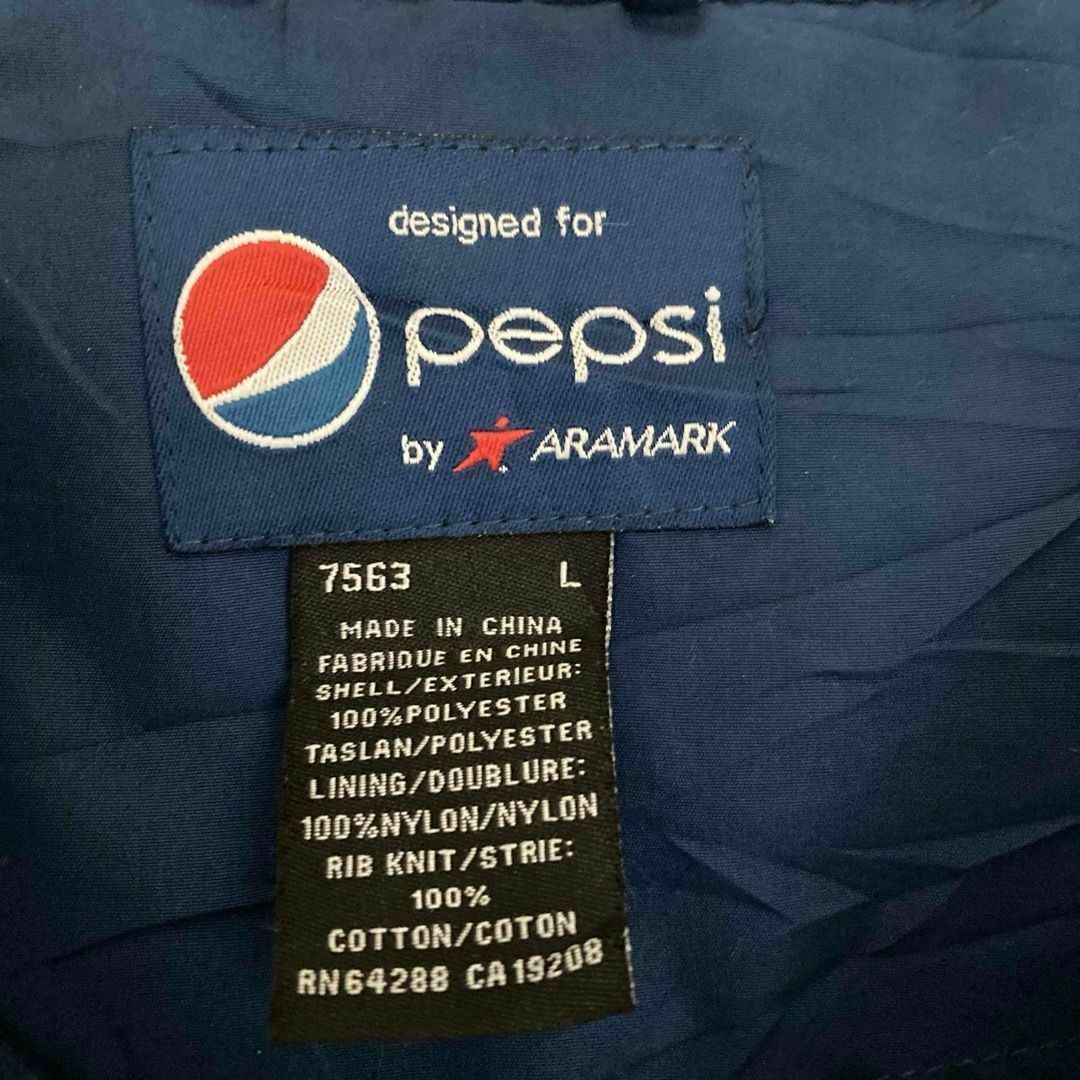 designed for
pepsi
by ARAMARK
7563 L
MADE IN CHINA
FABRIQUE EN CHINE
SHELL/EXTERIEUR:
100%POLYESTER
TASLAN/POLYESTER
LINING/DOUBLURE:
100%NYLON/NYLON
RIB KNIT/STRIE:
100%
COTTON/COTON
RN64288 CA19208